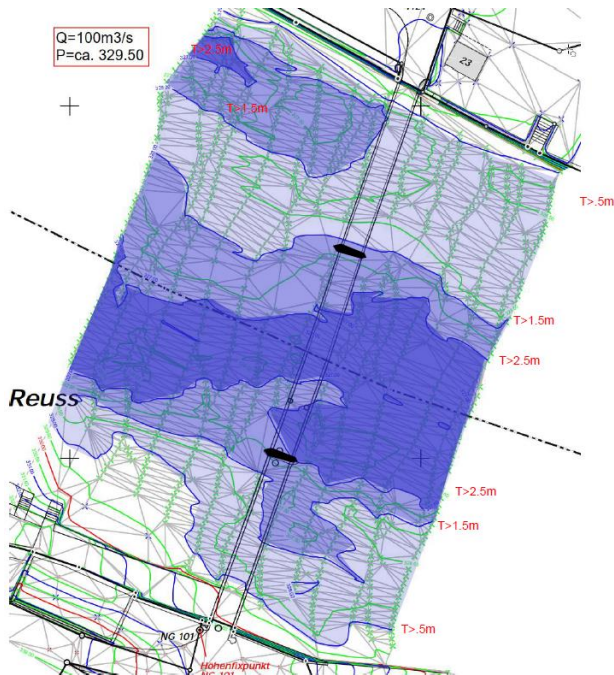 Q=100m3/s
P=ca. 329.50
T>2.5m
23
T>1.5m
T>.5m
T>1.5m
T>2.5m
Reuss
T>2.5m
T>1.5m
T>.5m
NG 101
Höhenfixpunkt
NG 101